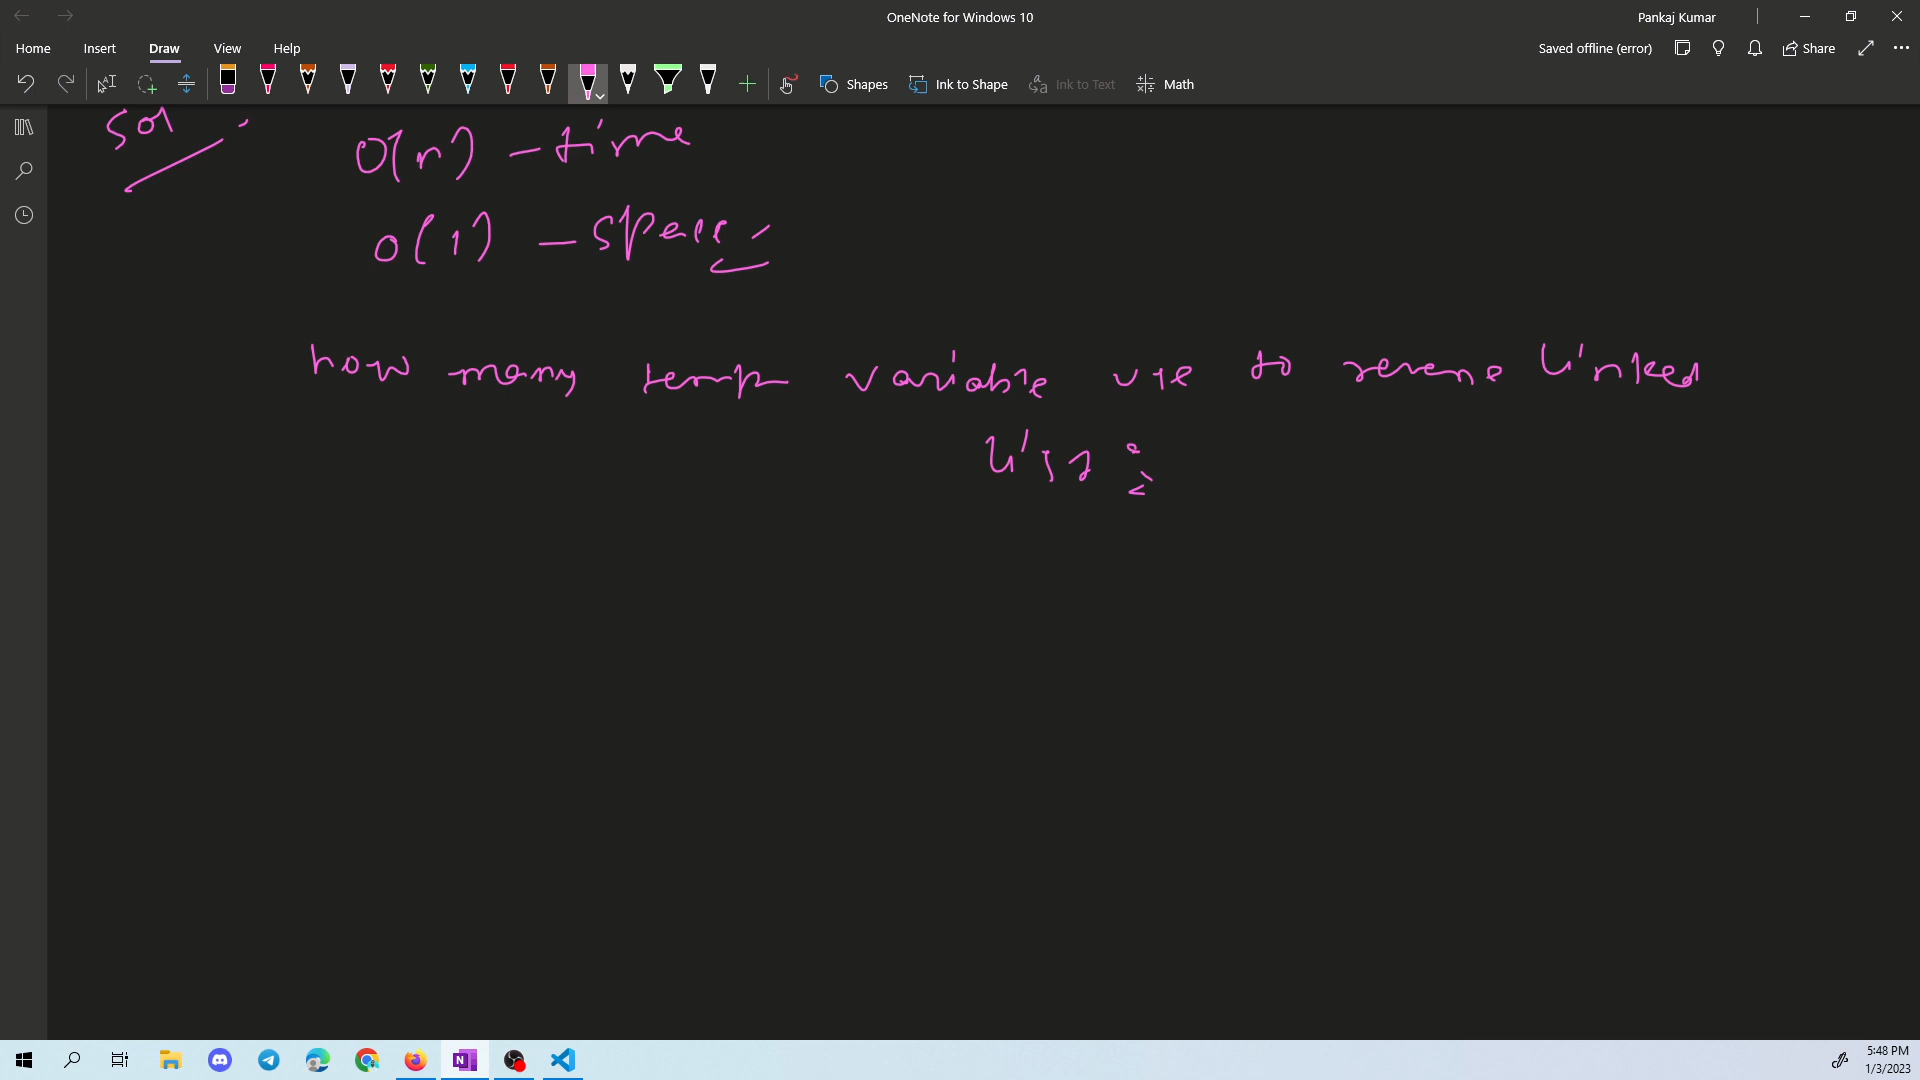 OneNote for Windows 10
Pankaj Kumar
Home Insert Draw View Help
Saved offline (error)
Share
Shapes
Ink to Shape
Ink to Text
Math
Sol
O(n) - time
O(1) - space
how many temp variable use to reverse linked
list :
5:48 PM
1/3/2023